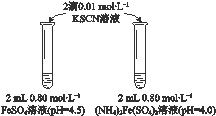 2滴0.01 mol·L⁻¹
KSCN溶液
2 mL 0.80 mol·L⁻¹
FeSO₄溶液(pH=4.5)
2 mL 0.80 mol·L⁻¹
(NH₄)₂Fe(SO₄)₂溶液(pH=4.0)